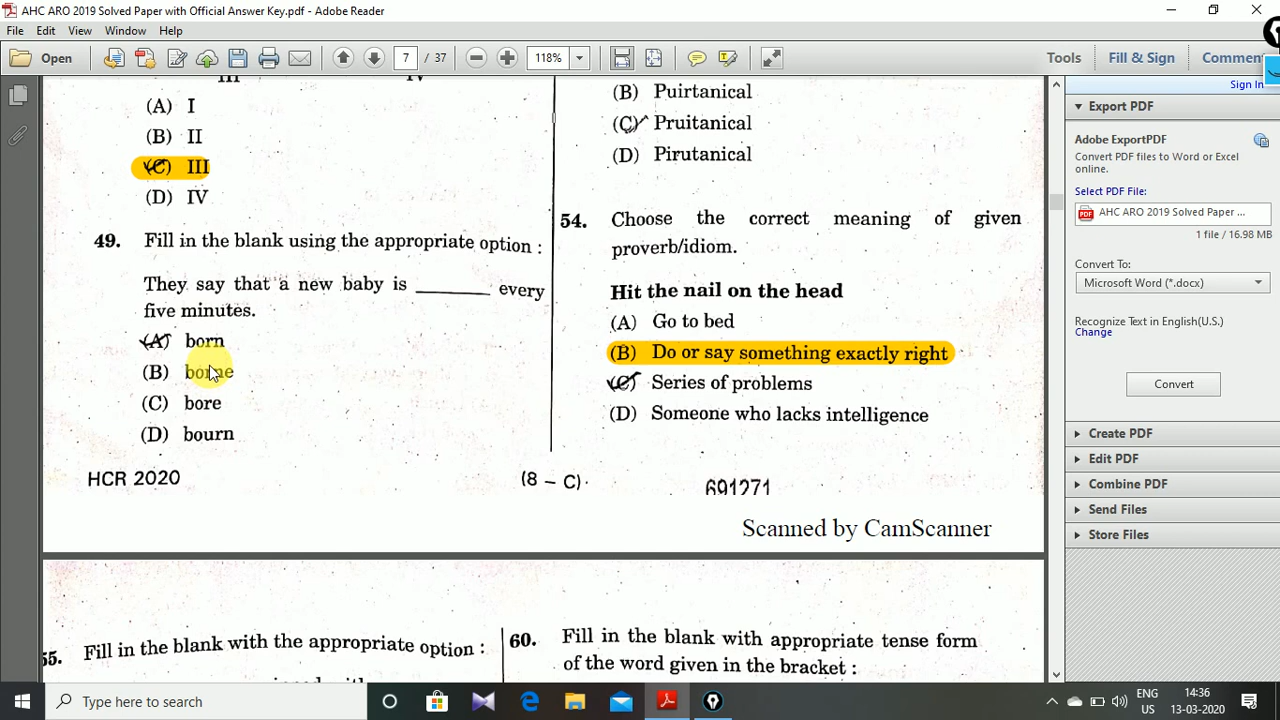 AHC ARO 2019 Solved Paper with Official Answer Key.pdf - Adobe Reader
File Edit View Window Help
Open
7 / 37
118%
Tools Fill & Sign Comment
III IV
(A) I
(B) II
(C) III
(D) IV
49. Fill in the blank using the appropriate option :
They say that a new baby is ________ every
five minutes.
(A) born
(B) borne
(C) bore
(D) bourn
HCR 2020
(B) Puirtanical
(C) Pruitanical
(D) Pirutanical
54. Choose the correct meaning of given
proverb/idiom.
Hit the nail on the head
(A) Go to bed
(B) Do or say something exactly right
(C) Series of problems
(D) Someone who lacks intelligence
(8 – C)
691271
Scanned by CamScanner
55. Fill in the blank with the appropriate option :
60. Fill in the blank with appropriate tense form
of the word given in the bracket :
Sign In
Export PDF
Adobe ExportPDF
Convert PDF files to Word or Excel
online.
Select PDF File:
AHC ARO 2019 Solved Paper ...
1 file / 16.98 MB
Convert To:
Microsoft Word (*.docx)
Recognize Text in English(U.S.)
Change
Convert
Create PDF
Edit PDF
Combine PDF
Send Files
Store Files
Type here to search
ENG
US
14:36
13-03-2020